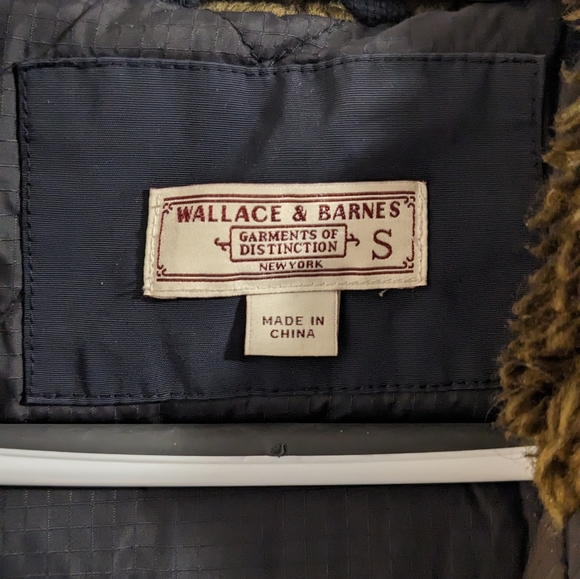 WALLACE & BARNES
GARMENTS OF
DISTINCTION
S
NEW YORK
MADE IN
CHINA